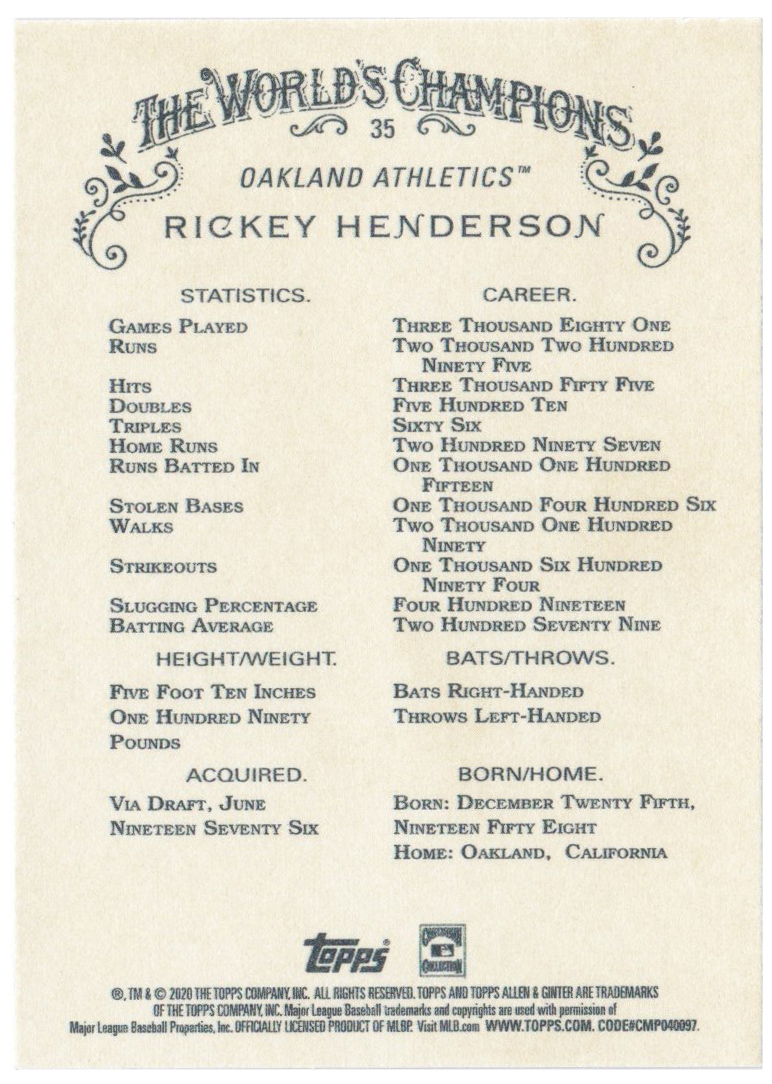 THE WORLD'S CHAMPIONS
35
OAKLAND ATHLETICS™
RICKEY HENDERSON
STATISTICS. CAREER.
GAMES PLAYED THREE THOUSAND EIGHTY ONE
RUNS TWO THOUSAND TWO HUNDRED
NINETY FIVE
HITS THREE THOUSAND FIFTY FIVE
DOUBLES FIVE HUNDRED TEN
TRIPLES SIXTY SIX
HOME RUNS TWO HUNDRED NINETY SEVEN
RUNS BATTED IN ONE THOUSAND ONE HUNDRED
FIFTEEN
STOLEN BASES ONE THOUSAND FOUR HUNDRED SIX
WALKS TWO THOUSAND ONE HUNDRED
NINETY
STRIKEOUTS ONE THOUSAND SIX HUNDRED
NINETY FOUR
SLUGGING PERCENTAGE FOUR HUNDRED NINETEEN
BATTING AVERAGE TWO HUNDRED SEVENTY NINE
HEIGHT/WEIGHT. BATS/THROWS.
FIVE FOOT TEN INCHES BATS RIGHT-HANDED
ONE HUNDRED NINETY THROWS LEFT-HANDED
POUNDS
ACQUIRED. BORN/HOME.
VIA DRAFT, JUNE BORN: DECEMBER TWENTY FIFTH,
NINETEEN SEVENTY SIX NINETEEN FIFTY EIGHT
HOME: OAKLAND, CALIFORNIA
Topps® COOPERSTOWN COLLECTION
®, TM & © 2020 THE TOPPS COMPANY, INC. ALL RIGHTS RESERVED. TOPPS AND TOPPS ALLEN & GINTER ARE TRADEMARKS
OF THE TOPPS COMPANY, INC. Major League Baseball trademarks and copyrights are used with permission of
Major League Baseball Properties, Inc. OFFICIALLY LICENSED PRODUCT OF MLBP. Visit MLB.com WWW.TOPPS.COM. CODE#CMP040097.